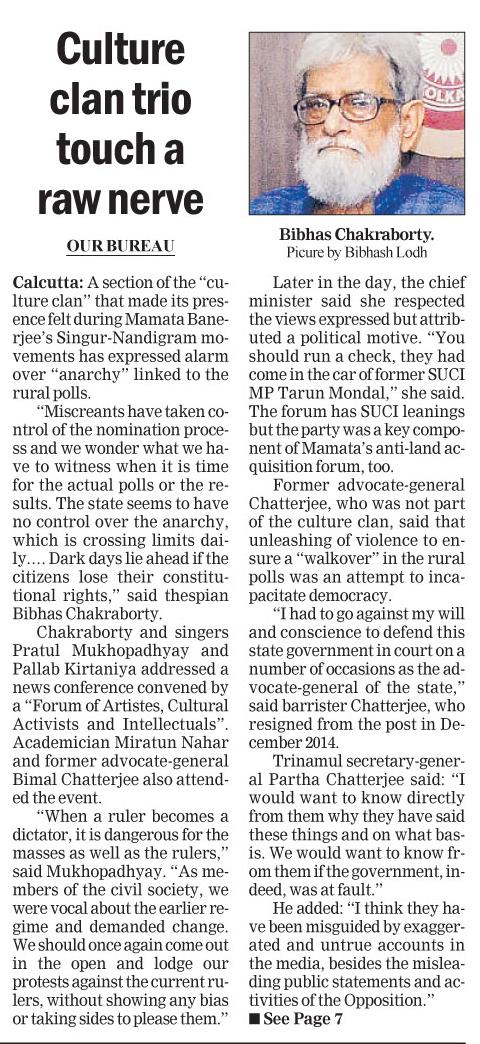 Culture
clan trio
touch a
raw nerve
OUR BUREAU
Calcutta: A section of the “cu-
lture clan” that made its pres-
ence felt during Mamata Bane-
rjee’s Singur-Nandigram mo-
vements has expressed alarm
over “anarchy” linked to the
rural polls.
“Miscreants have taken co-
ntrol of the nomination proce-
ss and we wonder what we ha-
ve to witness when it is time
for the actual polls or the re-
sults. The state seems to have
no control over the anarchy,
which is crossing limits dai-
ly.... Dark days lie ahead if the
citizens lose their constitu-
tional rights,” said thespian
Bibhas Chakraborty.
Chakraborty and singers
Pratul Mukhopadhyay and
Pallab Kirtaniya addressed a
news conference convened by
a “Forum of Artistes, Cultural
Activists and Intellectuals”.
Academician Miratun Nahar
and former advocate-general
Bimal Chatterjee also attend-
ed the event.
“When a ruler becomes a
dictator, it is dangerous for the
masses as well as the rulers,”
said Mukhopadhyay. “As me-
mbers of the civil society, we
were vocal about the earlier re-
gime and demanded change.
We should once again come out
in the open and lodge our
protests against the current ru-
lers, without showing any bias
or taking sides to please them.”
OLKA
Bibhas Chakraborty.
Picure by Bibhash Lodh
Later in the day, the chief
minister said she respected
the views expressed but attrib-
uted a political motive. “You
should run a check, they had
come in the car of former SUCI
MP Tarun Mondal,” she said.
The forum has SUCI leanings
but the party was a key compo-
nent of Mamata’s anti-land ac-
quisition forum, too.
Former advocate-general
Chatterjee, who was not part
of the culture clan, said that
unleashing of violence to en-
sure a “walkover” in the rural
polls was an attempt to inca-
pacitate democracy.
“I had to go against my will
and conscience to defend this
state government in court on a
number of occasions as the ad-
vocate-general of the state,”
said barrister Chatterjee, who
resigned from the post in De-
cember 2014.
Trinamul secretary-gener-
al Partha Chatterjee said: “I
would want to know directly
from them why they have said
these things and on what bas-
is. We would want to know fr-
om them if the government, in-
deed, was at fault.”
He added: “I think they ha-
ve been misguided by exagger-
ated and untrue accounts in
the media, besides the mislea-
ding public statements and ac-
tivities of the Opposition.”
■ See Page 7